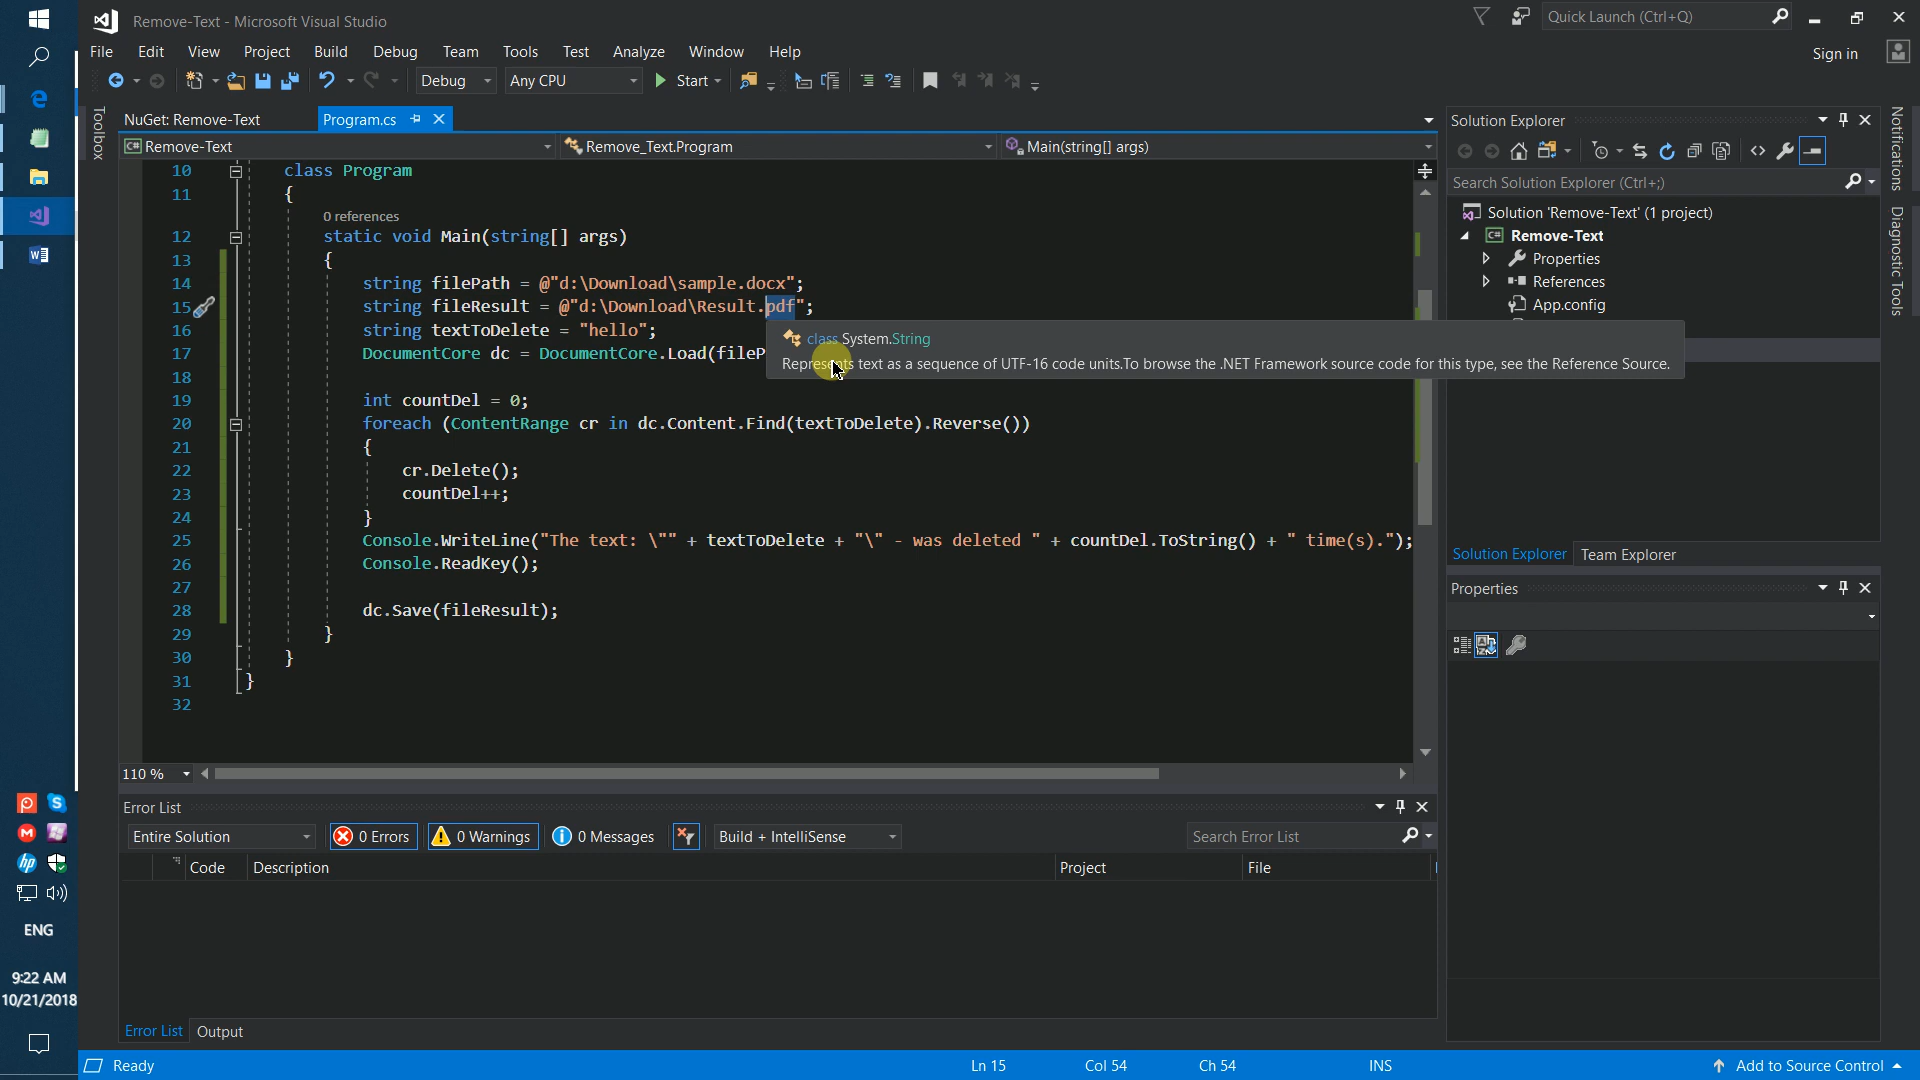 Remove-Text - Microsoft Visual Studio
Quick Launch (Ctrl+Q)
File Edit View Project Build Debug Team Tools Test Analyze Window Help
Sign in
Debug Any CPU Start
Toolbox
NuGet: Remove-Text Program.cs
Remove-Text Remove_Text.Program Main(string[] args)
10 class Program
11 {
0 references
12 static void Main(string[] args)
13 {
14 string filePath = @"d:\Download\sample.docx";
15 string fileResult = @"d:\Download\Result.pdf";
16 string textToDelete = "hello";
17 DocumentCore dc = DocumentCore.Load(fileP
class System.String
Represents text as a sequence of UTF-16 code units.To browse the .NET Framework source code for this type, see the Reference Source.
18
19 int countDel = 0;
20 foreach (ContentRange cr in dc.Content.Find(textToDelete).Reverse())
21 {
22 cr.Delete();
23 countDel++;
24 }
25 Console.WriteLine("The text: \"" + textToDelete + "\" - was deleted " + countDel.ToString() + " time(s).");
26 Console.ReadKey();
27
28 dc.Save(fileResult);
29 }
30 }
31 }
32
110 %
Solution Explorer
Search Solution Explorer (Ctrl+;)
Solution 'Remove-Text' (1 project)
C# Remove-Text
Properties
References
App.config
Solution Explorer Team Explorer
Properties
Notifications
Diagnostic Tools
Error List
Entire Solution 0 Errors 0 Warnings 0 Messages Build + IntelliSense Search Error List
Code Description Project File
Error List Output
ENG
9:22 AM
10/21/2018
Ready Ln 15 Col 54 Ch 54 INS Add to Source Control